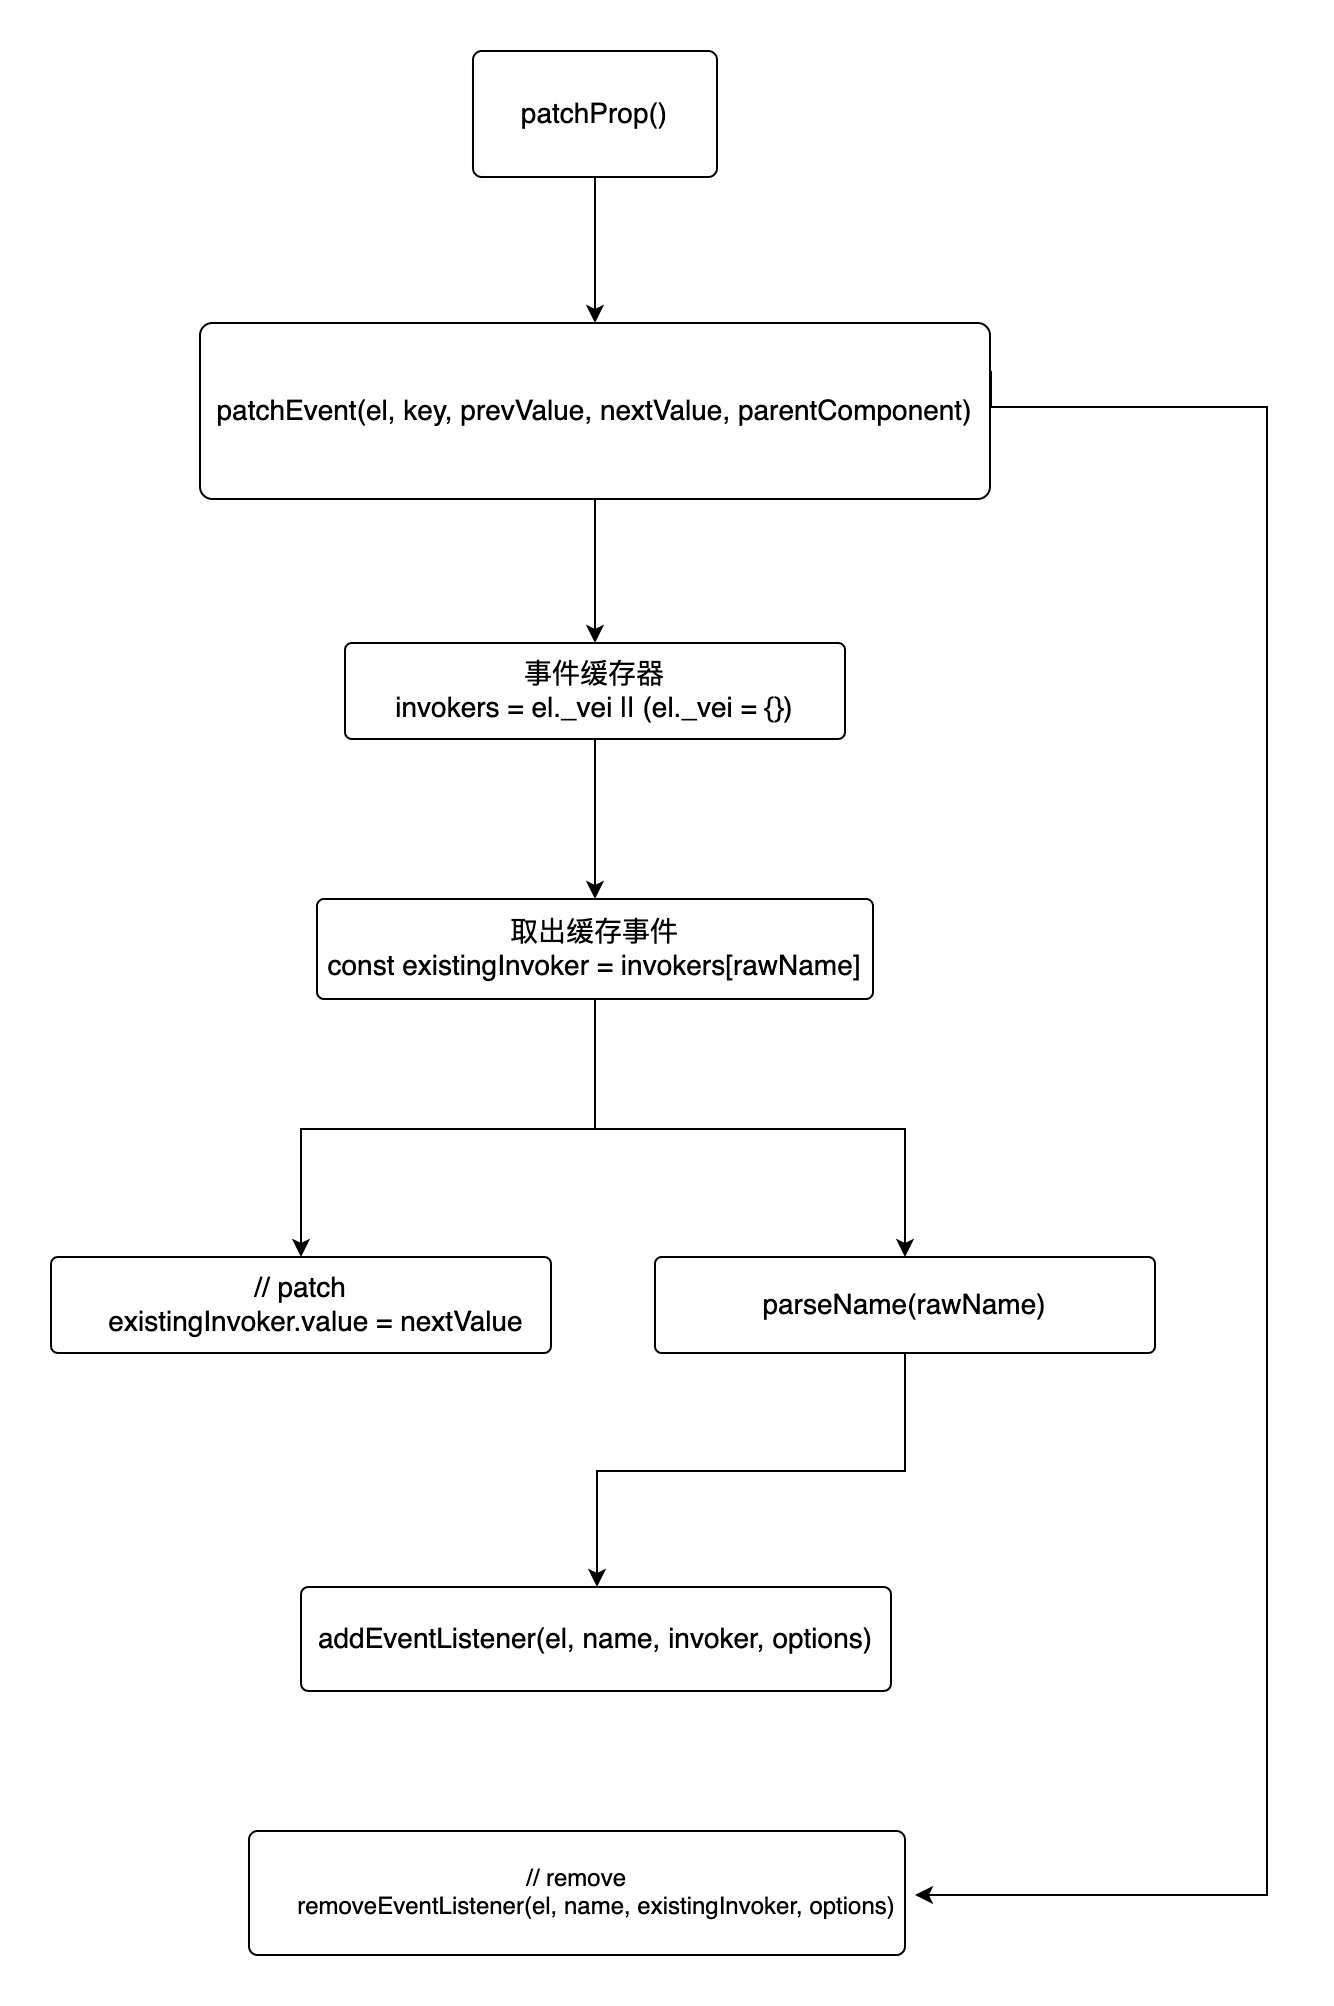 patchProp()
patchEvent(el, key, prevValue, nextValue, parentComponent)
事件缓存器
invokers = el._vei || (el._vei = {})
取出缓存事件
const existingInvoker = invokers[rawName]
// patch
existingInvoker.value = nextValue
parseName(rawName)
addEventListener(el, name, invoker, options)
// remove
removeEventListener(el, name, existingInvoker, options)